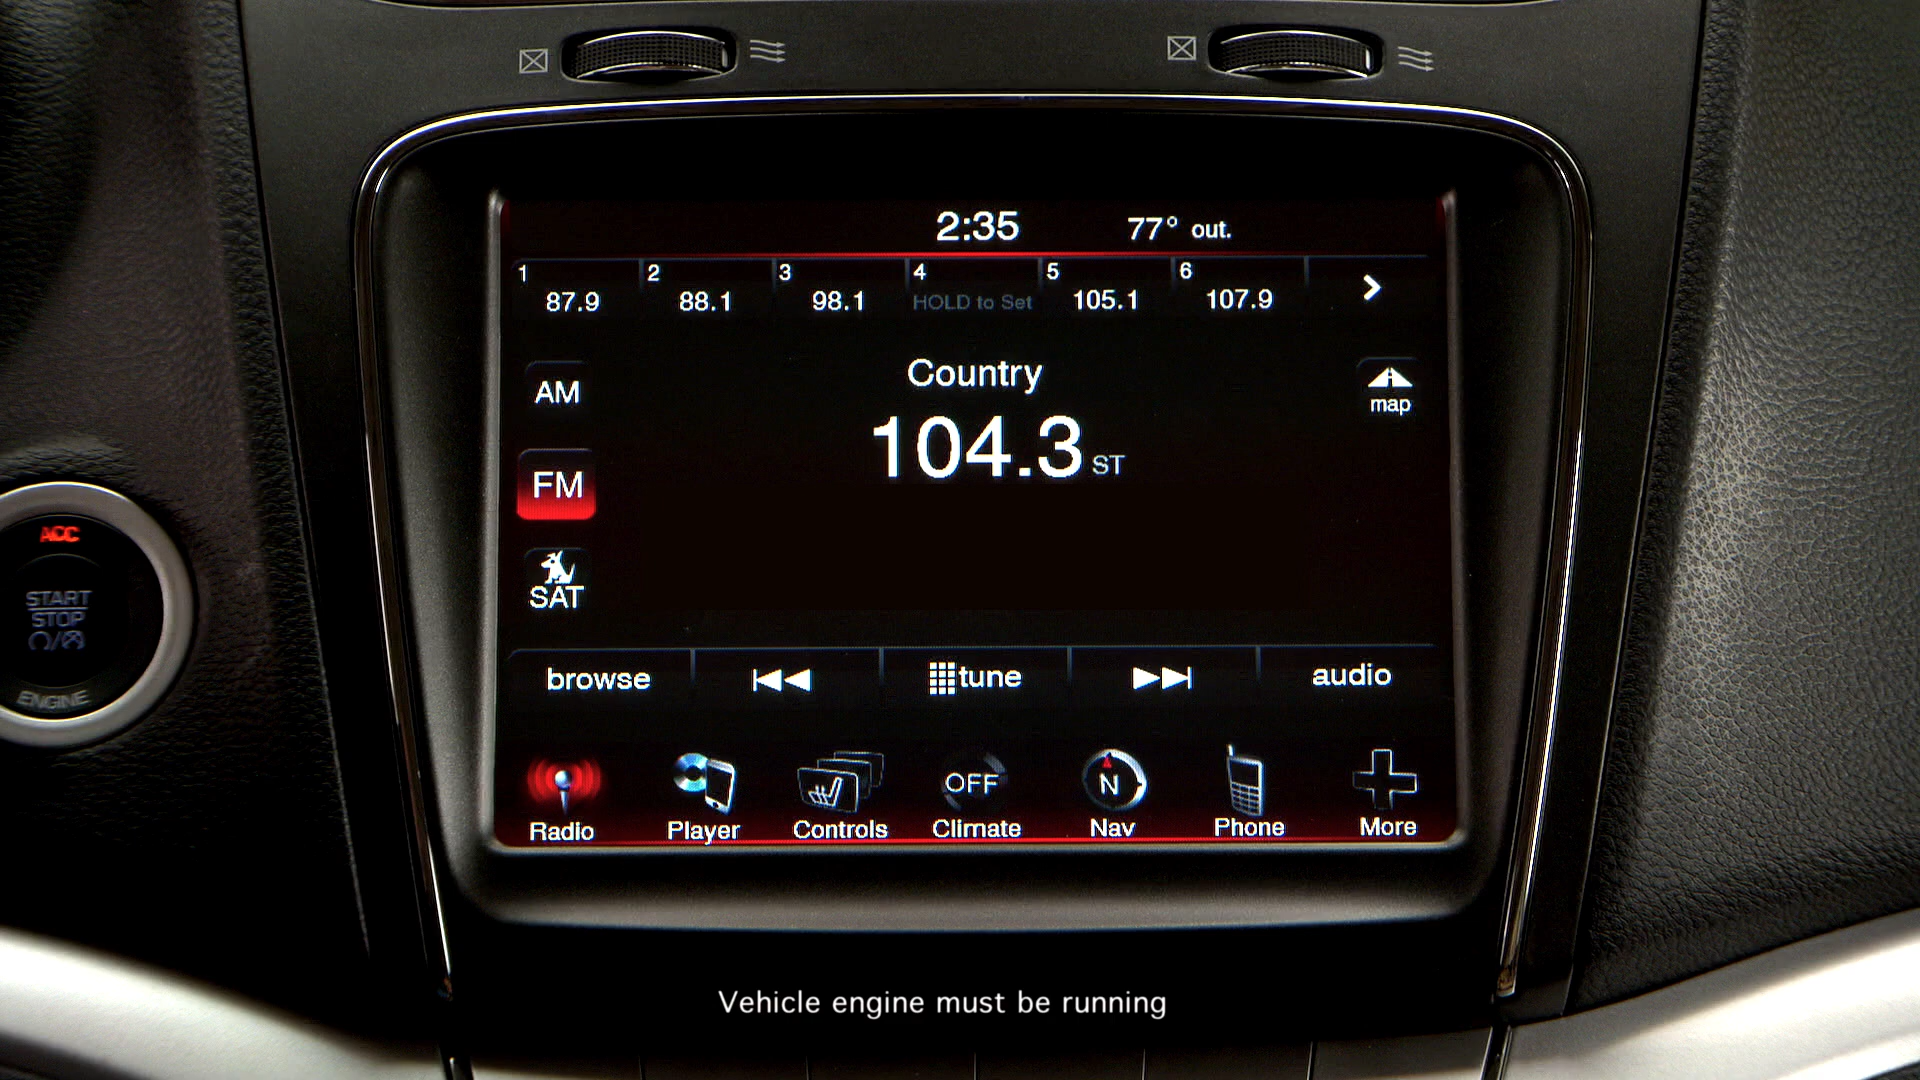 2:35 77° out.
1 2 3 4 5 6
87.9 88.1 98.1 HOLD to Set 105.1 107.9
Country
AM
map
104.3 ST
FM
ACC
SAT
START
STOP
ENGINE
browse tune audio
OFF N
Radio Player Controls Climate Nav Phone More
Vehicle engine must be running